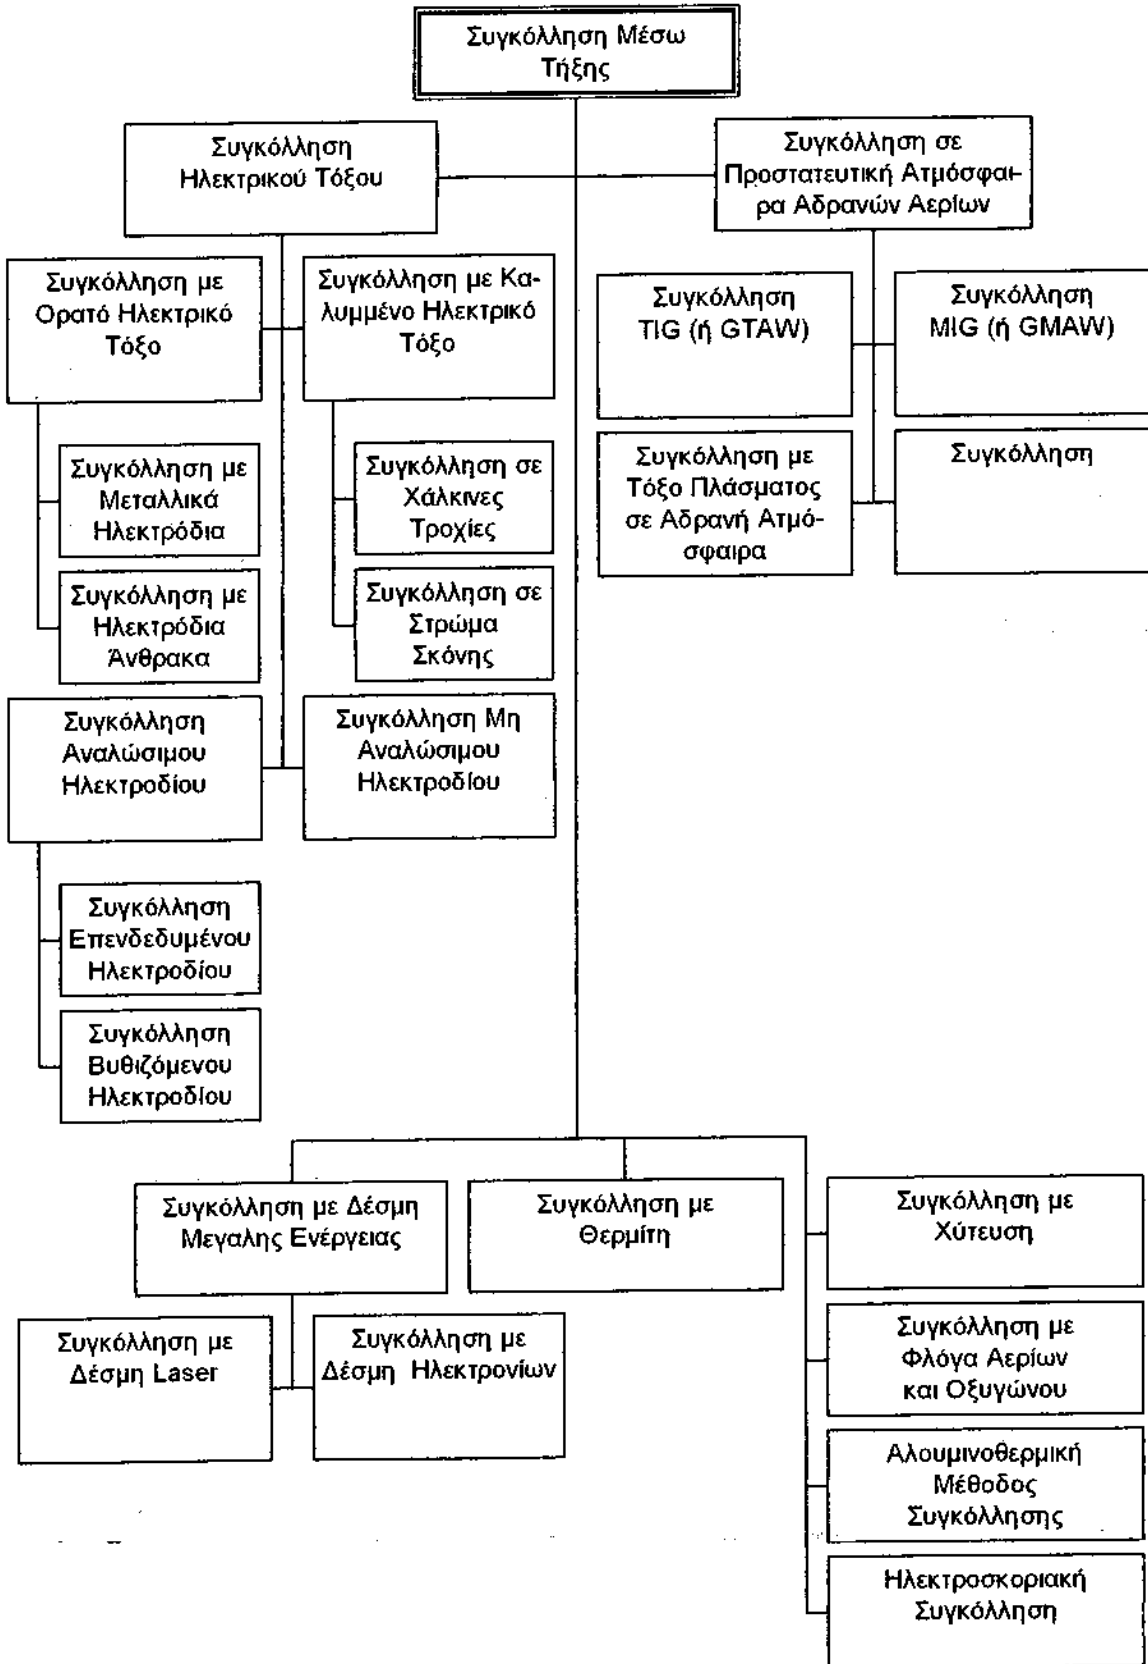 Συγκόλληση Μέσω
Τήξης
Συγκόλληση
Ηλεκτρικού Τόξου
Συγκόλληση σε
Προστατευτική Ατμόσφαι-
ρα Αδρανών Αερίων
Συγκόλληση με
Ορατό Ηλεκτρικό
Τόξο
Συγκόλληση με Κα-
λυμμένο Ηλεκτρικό
Τόξο
Συγκόλληση
TIG (ή GTAW)
Συγκόλληση
MIG (ή GMAW)
Συγκόλληση με
Μεταλλικά
Ηλεκτρόδια
Συγκόλληση σε
Χάλκινες
Τροχίες
Συγκόλληση με
Τόξο Πλάσματος
σε Αδρανή Ατμό-
σφαιρα
Συγκόλληση
Συγκόλληση με
Ηλεκτρόδια
Άνθρακα
Συγκόλληση σε
Στρώμα
Σκόνης
Συγκόλληση
Αναλώσιμου
Ηλεκτροδίου
Συγκόλληση Μη
Αναλώσιμου
Ηλεκτροδίου
Συγκόλληση
Επενδεδυμένου
Ηλεκτροδίου
Συγκόλληση
Βυθιζόμενου
Ηλεκτροδίου
Συγκόλληση με Δέσμη
Μεγαλης Ενέργειας
Συγκόλληση με
Θερμίτη
Συγκόλληση με
Χύτευση
Συγκόλληση με
Δέσμη Laser
Συγκόλληση με
Δέσμη Ηλεκτρονίων
Συγκόλληση με
Φλόγα Αερίων
και Οξυγώνου
Αλουμινοθερμική
Μέθοδος
Συγκόλλησης
Ηλεκτροσκοριακή
Συγκόλληση